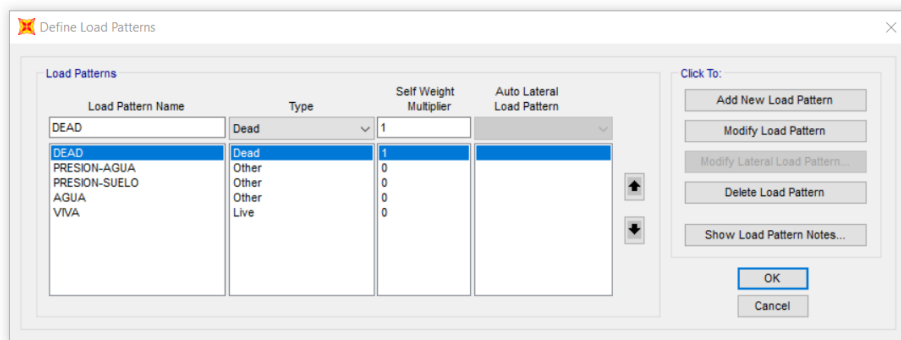 Define Load Patterns
Load Patterns
Click To:
Load Pattern Name Type Self Weight Multiplier Auto Lateral Load Pattern
DEAD Dead 1
DEAD Dead 1
PRESION-AGUA Other 0
PRESION-SUELO Other 0
AGUA Other 0
VIVA Live 0
Add New Load Pattern
Modify Load Pattern
Modify Lateral Load Pattern...
Delete Load Pattern
Show Load Pattern Notes...
OK
Cancel